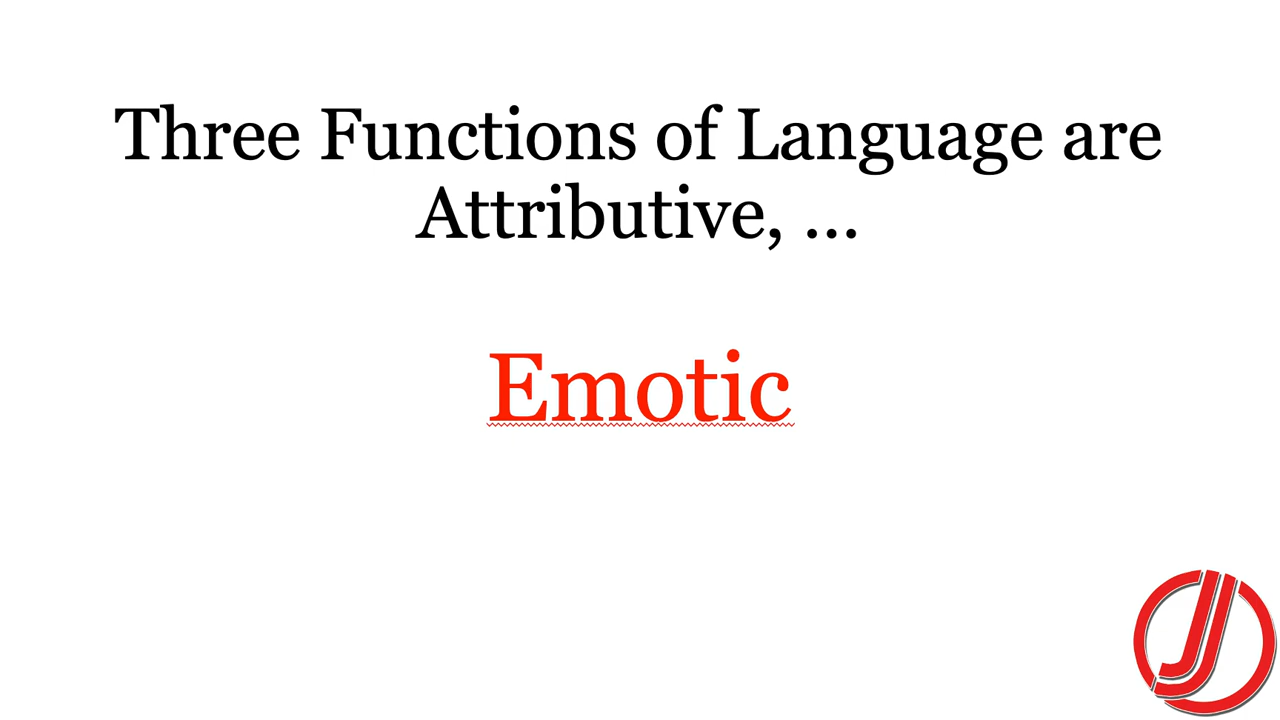 Three Functions of Language are
Attributive, ...
Emotic